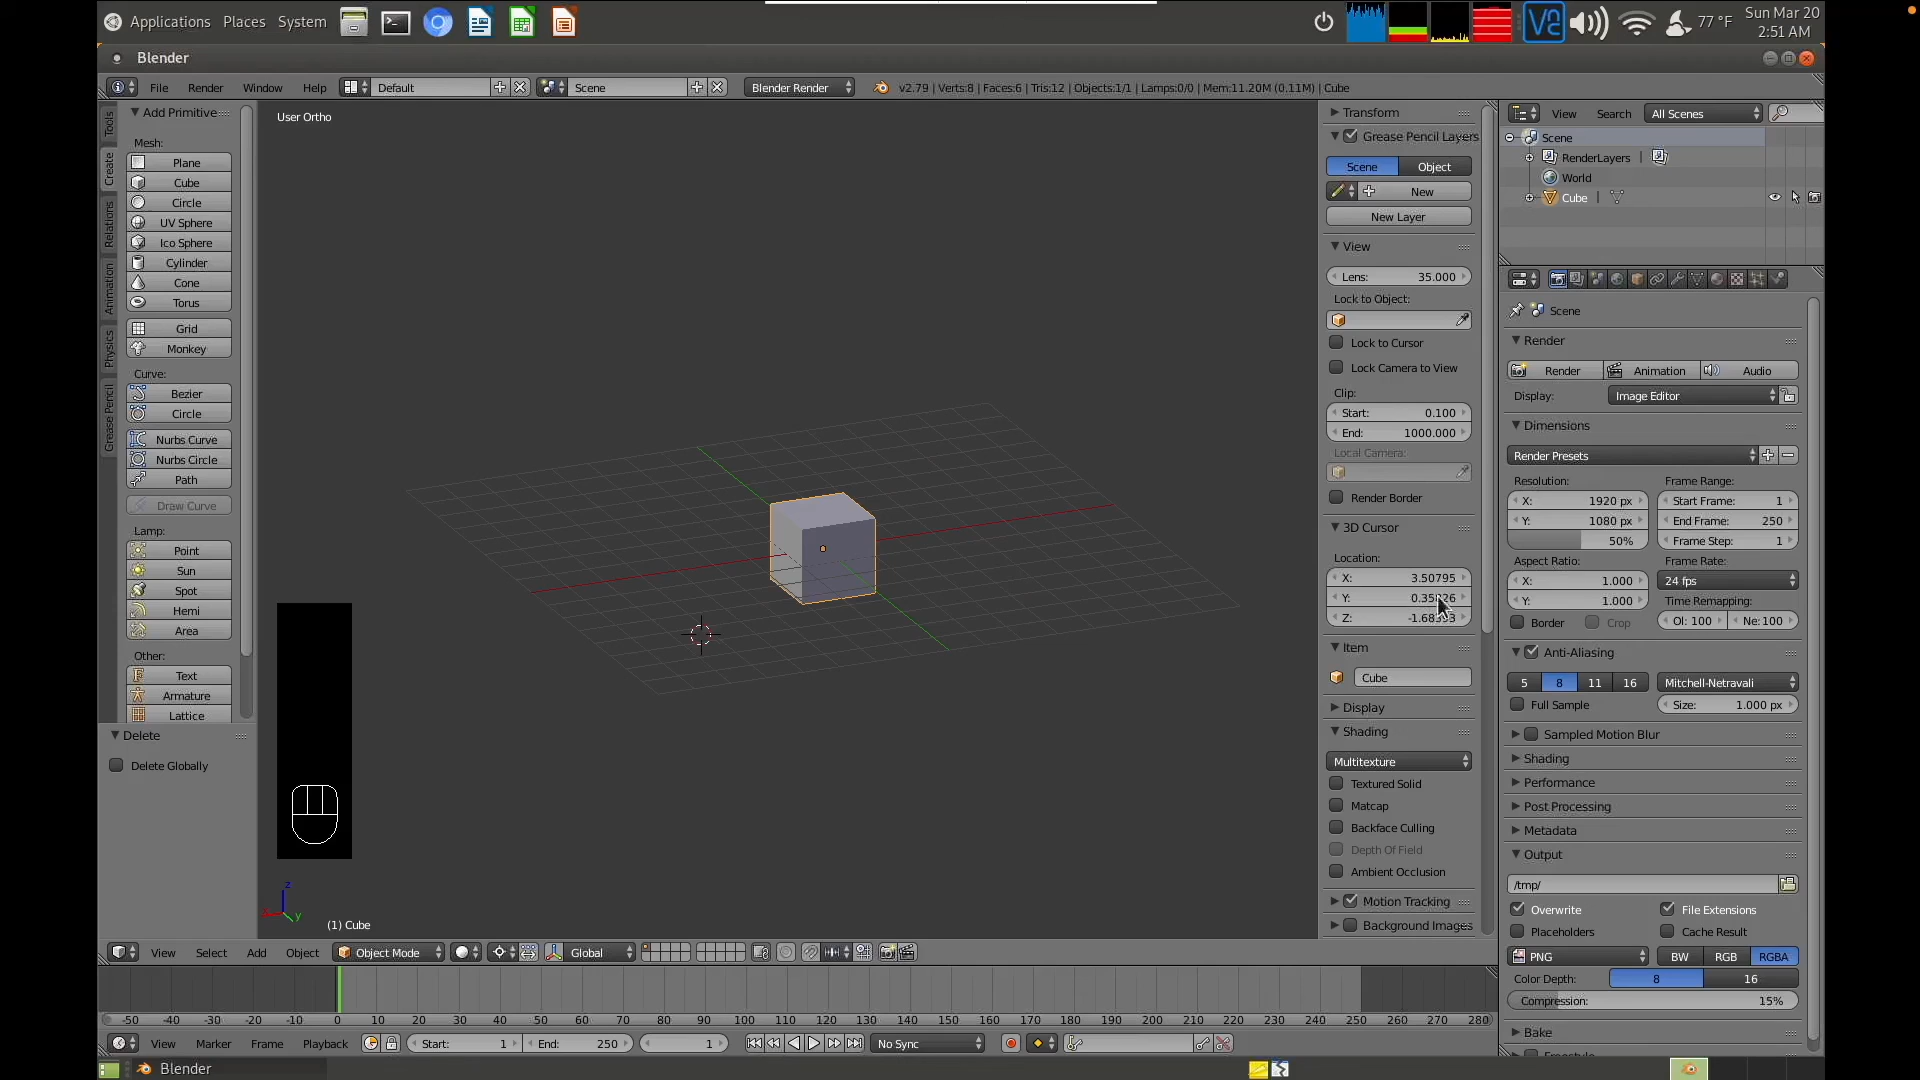 Applications Places System
77 °F
Sun Mar 20
2:51 AM
Blender
File Render Window Help Default Scene Blender Render v2.79 | Verts:8 | Faces:6 | Tris:12 | Objects:1/1 | Lamps:0/0 | Mem:11.20M (0.11M) | Cube
Tools
Create
Relations
Animation
Physics
Grease Pencil
Add Primitive
Mesh:
Plane
Cube
Circle
UV Sphere
Ico Sphere
Cylinder
Cone
Torus
Grid
Monkey
Curve:
Bezier
Circle
Nurbs Curve
Nurbs Circle
Path
Draw Curve
Lamp:
Point
Sun
Spot
Hemi
Area
Other:
Text
Armature
Lattice
Delete
Delete Globally
User Ortho
z
x
y
(1) Cube
Transform
Grease Pencil Layers
Scene Object
New
New Layer
View
Lens: 35.000
Lock to Object:
Lock to Cursor
Lock Camera to View
Clip:
Start: 0.100
End: 1000.000
Local Camera:
Render Border
3D Cursor
Location:
X: 3.50795
Y:
Z:
Item
Cube
Display
Shading
Multitexture
Textured Solid
Matcap
Backface Culling
Depth Of Field
Ambient Occlusion
Motion Tracking
Background Images
View Search All Scenes
Scene
RenderLayers |
World
Cube |
Scene
Render
Render Animation Audio
Display: Image Editor
Dimensions
Render Presets
Resolution: Frame Range:
X: 1920 px Start Frame: 1
Y: 1080 px End Frame: 250
50% Frame Step: 1
Aspect Ratio: Frame Rate:
X: 1.000 24 fps
Y: 1.000 Time Remapping:
Border Crop Ol: 100 Ne:100
Anti-Aliasing
5 8 11 16 Mitchell-Netravali
Full Sample Size: 1.000 px
Sampled Motion Blur
Shading
Performance
Post Processing
Metadata
Output
/tmp/
Overwrite File Extensions
Placeholders Cache Result
PNG BW RGB RGBA
Color Depth: 8 16
Compression: 15%
Bake
View Select Add Object Object Mode Global
-50 -40 -30 -20 -10 0 10 20 30 40 50 60 70 80 90 100 110 120 130 140 150 160 170 180 190 200 210 220 230 240 250 260 270 280
View Marker Frame Playback Start: 1 End: 250 1 No Sync
Blender